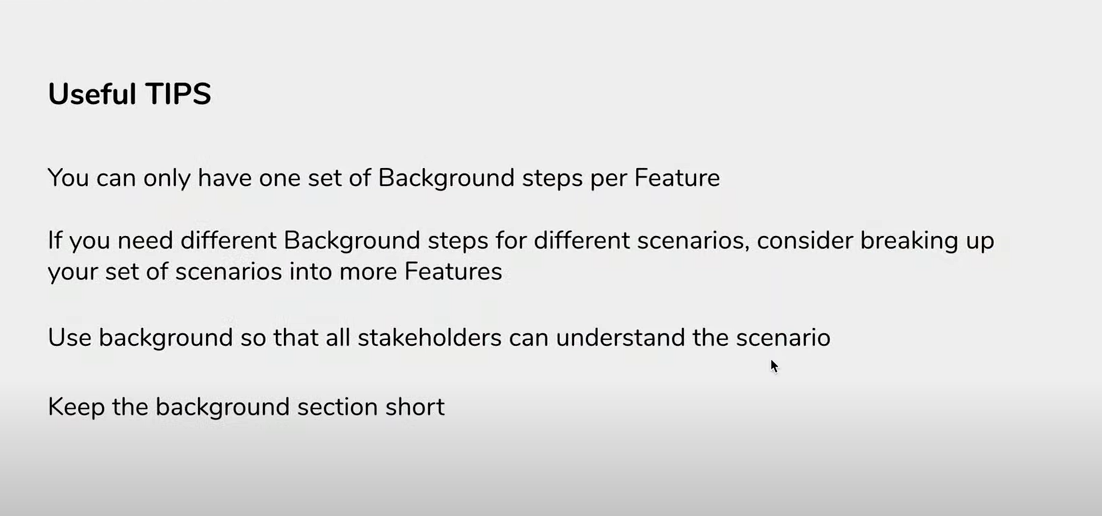 Useful TIPS
You can only have one set of Background steps per Feature
If you need different Background steps for different scenarios, consider breaking up
your set of scenarios into more Features
Use background so that all stakeholders can understand the scenario
Keep the background section short